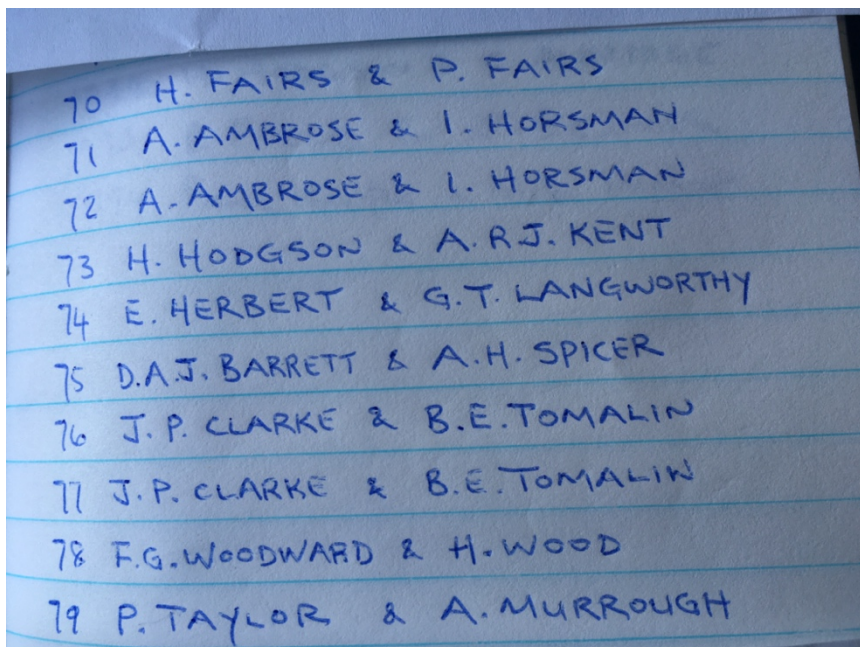 70 H. FAIRS & P. FAIRS
71 A. AMBROSE & I. HORSMAN
72 A. AMBROSE & I. HORSMAN
73 H. HODGSON & A.R.J. KENT
74 E. HERBERT & G.T. LANGWORTHY
75 D.A.J. BARRETT & A.H. SPICER
76 J.P. CLARKE & B.E. TOMALIN
77 J.P. CLARKE & B.E. TOMALIN
78 F.G. WOODWARD & H. WOOD
79 P. TAYLOR & A. MURROUGH